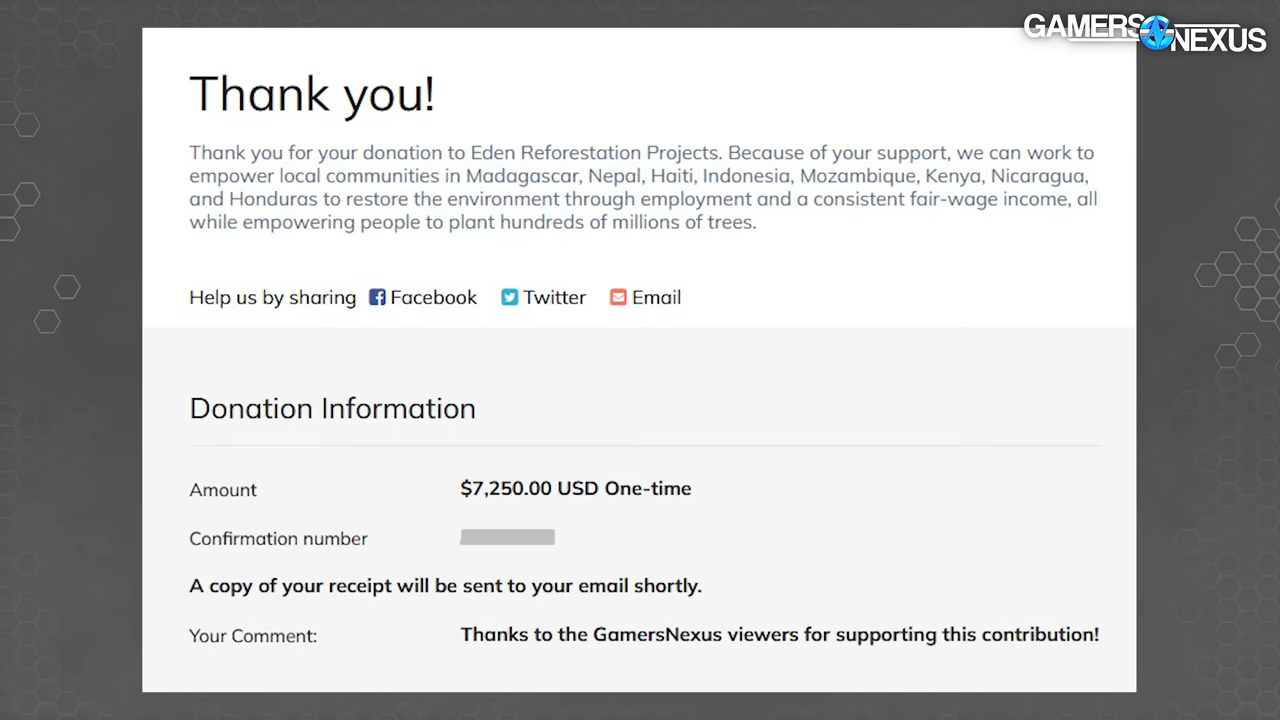 GAMERS NEXUS
Thank you!
Thank you for your donation to Eden Reforestation Projects. Because of your support, we can work to
empower local communities in Madagascar, Nepal, Haiti, Indonesia, Mozambique, Kenya, Nicaragua,
and Honduras to restore the environment through employment and a consistent fair-wage income, all
while empowering people to plant hundreds of millions of trees.
Help us by sharing Facebook Twitter Email
Donation Information
Amount $7,250.00 USD One-time
Confirmation number
A copy of your receipt will be sent to your email shortly.
Your Comment: Thanks to the GamersNexus viewers for supporting this contribution!